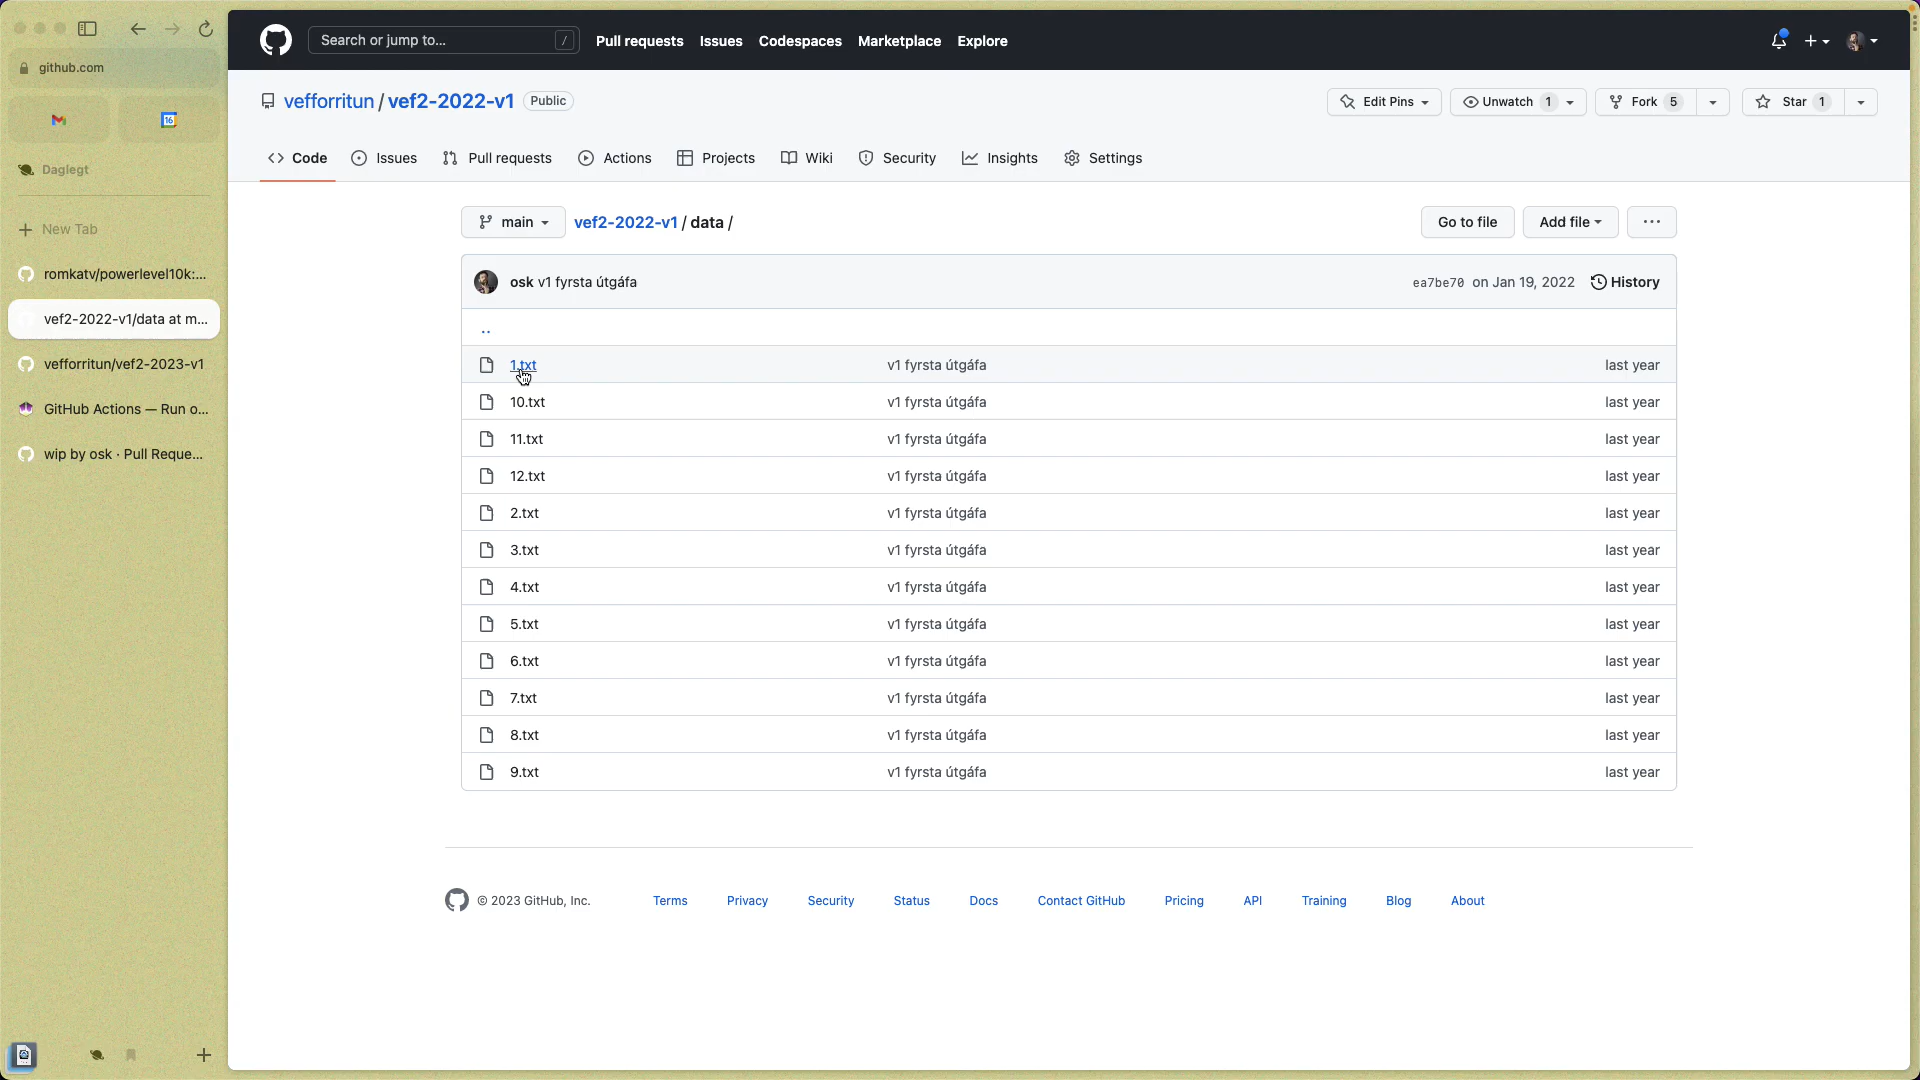 github.com
16
Daglegt
New Tab
romkatv/powerlevel10k:...
vef2-2022-v1/data at m...
vefforritun/vef2-2023-v1
GitHub Actions — Run o...
wip by osk · Pull Reque...
Search or jump to... /
Pull requests Issues Codespaces Marketplace Explore
vefforritun / vef2-2022-v1 Public
Edit Pins Unwatch 1 Fork 5 Star 1
Code Issues Pull requests Actions Projects Wiki Security Insights Settings
main vef2-2022-v1 / data / Go to file Add file ...
osk v1 fyrsta útgáfa ea7be70 on Jan 19, 2022 History
..
1.txt v1 fyrsta útgáfa last year
10.txt v1 fyrsta útgáfa last year
11.txt v1 fyrsta útgáfa last year
12.txt v1 fyrsta útgáfa last year
2.txt v1 fyrsta útgáfa last year
3.txt v1 fyrsta útgáfa last year
4.txt v1 fyrsta útgáfa last year
5.txt v1 fyrsta útgáfa last year
6.txt v1 fyrsta útgáfa last year
7.txt v1 fyrsta útgáfa last year
8.txt v1 fyrsta útgáfa last year
9.txt v1 fyrsta útgáfa last year
© 2023 GitHub, Inc. Terms Privacy Security Status Docs Contact GitHub Pricing API Training Blog About